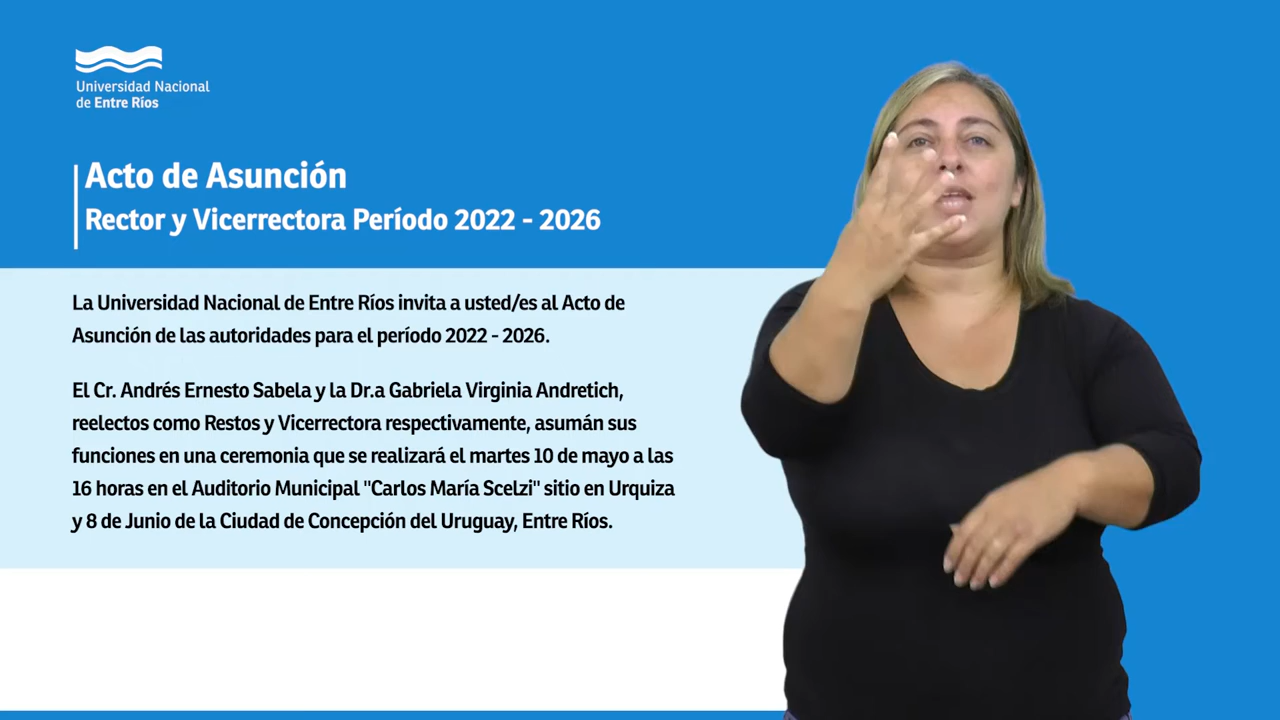 Universidad Nacional
de Entre Ríos
Acto de Asunción
Rector y Vicerrectora Período 2022 - 2026
La Universidad Nacional de Entre Ríos invita a usted/es al Acto de
Asunción de las autoridades para el período 2022 - 2026.
El Cr. Andrés Ernesto Sabela y la Dr.a Gabriela Virginia Andretich,
reelectos como Restos y Vicerrectora respectivamente, asumán sus
funciones en una ceremonia que se realizará el martes 10 de mayo a las
16 horas en el Auditorio Municipal "Carlos María Scelzi" sitio en Urquiza
y 8 de Junio de la Ciudad de Concepción del Uruguay, Entre Ríos.